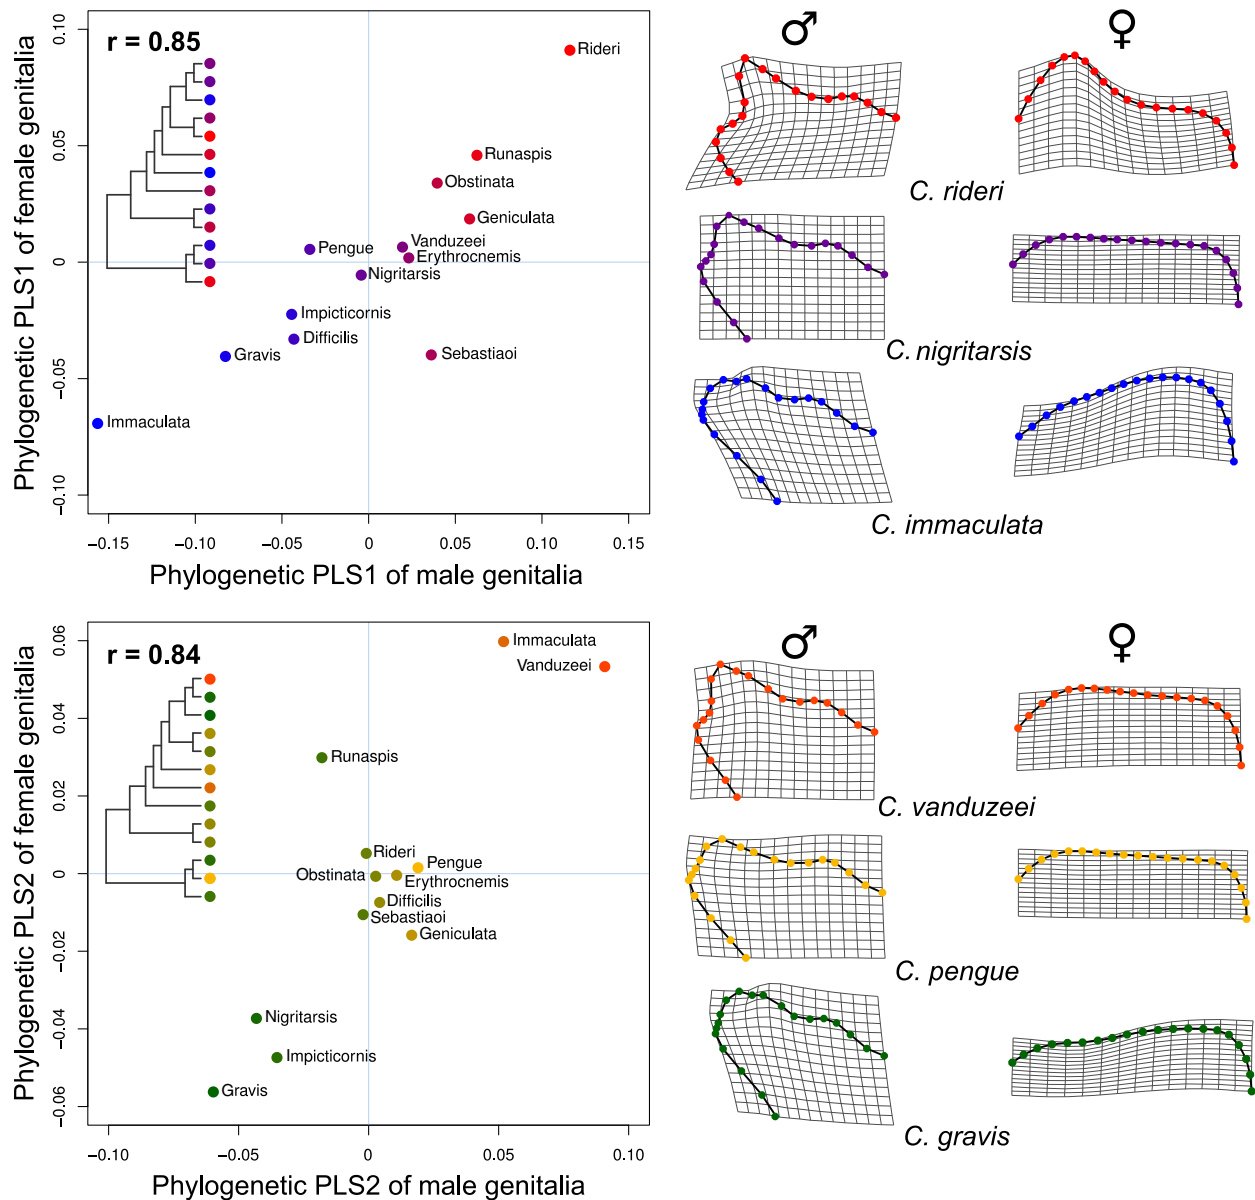 r = 0.85
Phylogenetic PLS1 of female genitalia
0.10
0.05
0
−0.05
−0.10
Rideri
Runaspis
Obstinata
Geniculata
Vanduzeei
Pengue
Erythrocnemis
Nigritarsis
Impicticornis
Difficilis
Gravis
Sebastiaoi
Immaculata
−0.15 −0.10 −0.05 0 0.05 0.10 0.15
Phylogenetic PLS1 of male genitalia
♂ ♀
C. rideri
C. nigritarsis
C. immaculata
r = 0.84
Phylogenetic PLS2 of female genitalia
0.06
0.04
0.02
0
−0.02
−0.04
−0.06
Immaculata
Vanduzeei
Runaspis
Rideri
Pengue
Obstinata
Erythrocnemis
Difficilis
Sebastiaoi
Geniculata
Nigritarsis
Impicticornis
Gravis
−0.10 −0.05 0 0.05 0.10
Phylogenetic PLS2 of male genitalia
♂ ♀
C. vanduzeei
C. pengue
C. gravis